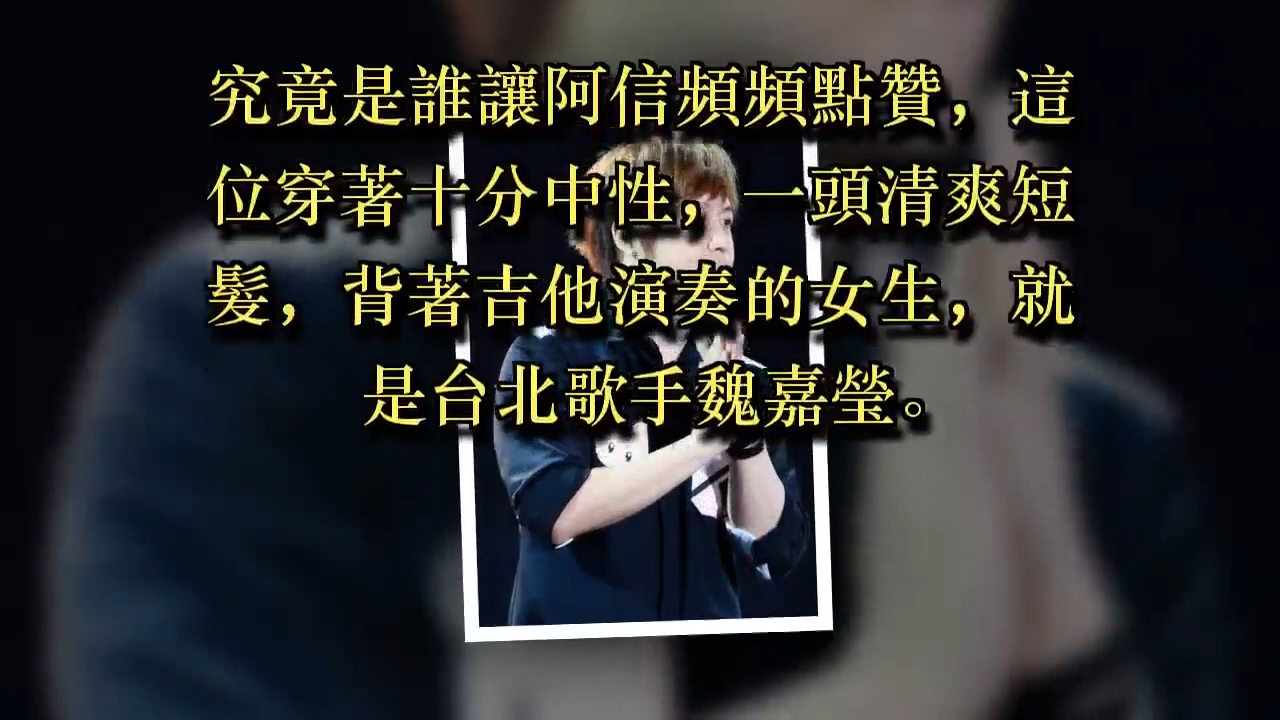 究竟是誰讓阿信頻頻點贊，這
位穿著十分中性，一頭清爽短
髮，背著吉他演奏的女生，就
是台北歌手魏嘉瑩。